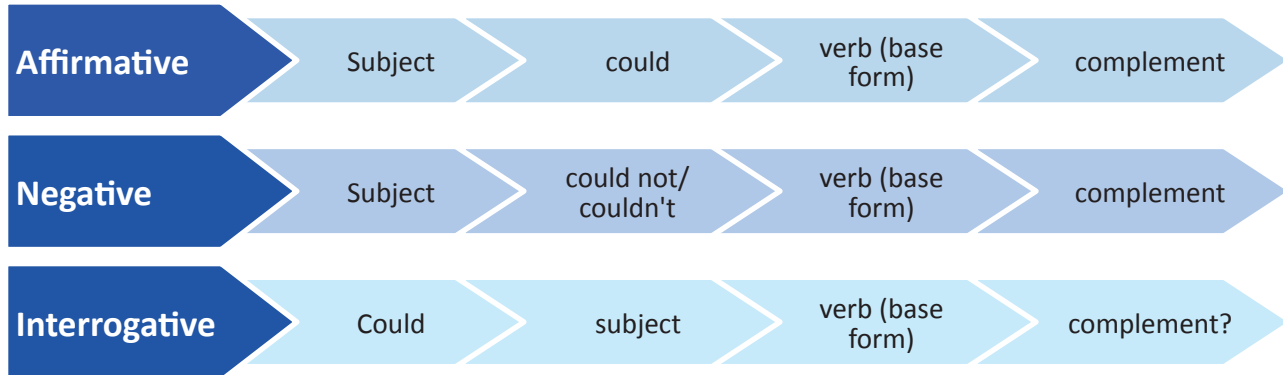 Affirmative
Subject
could
verb (base
form)
complement
Negative
Subject
could not/
couldn't
verb (base
form)
complement
Interrogative
Could
subject
verb (base
form)
complement?